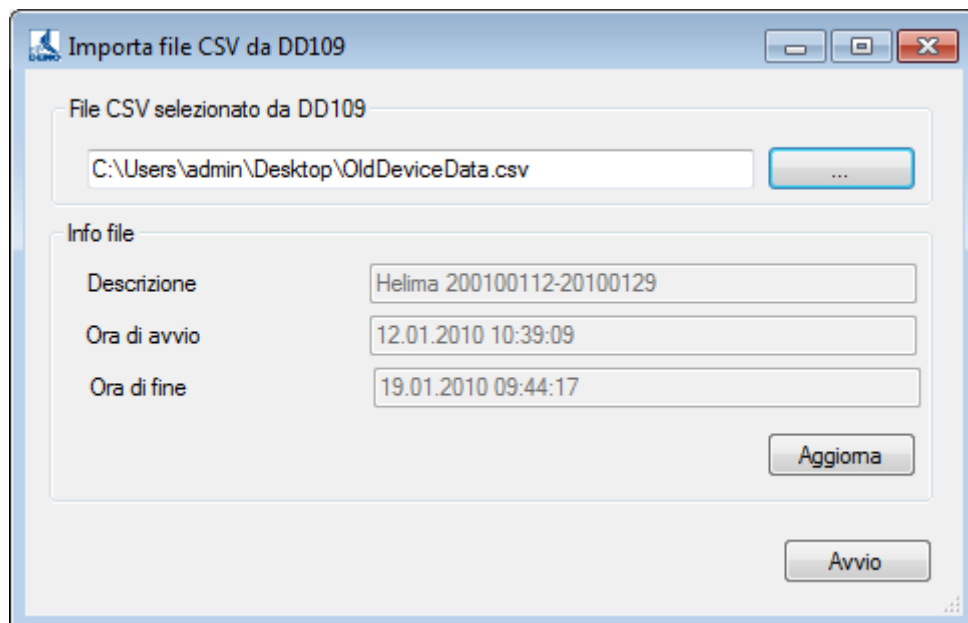 Importa file CSV da DD109
File CSV selezionato da DD109
C:\Users\admin\Desktop\OldDeviceData.csv
...
Info file
Descrizione
Helima 200100112-20100129
Ora di avvio
12.01.2010 10:39:09
Ora di fine
19.01.2010 09:44:17
Aggiorna
Avvio